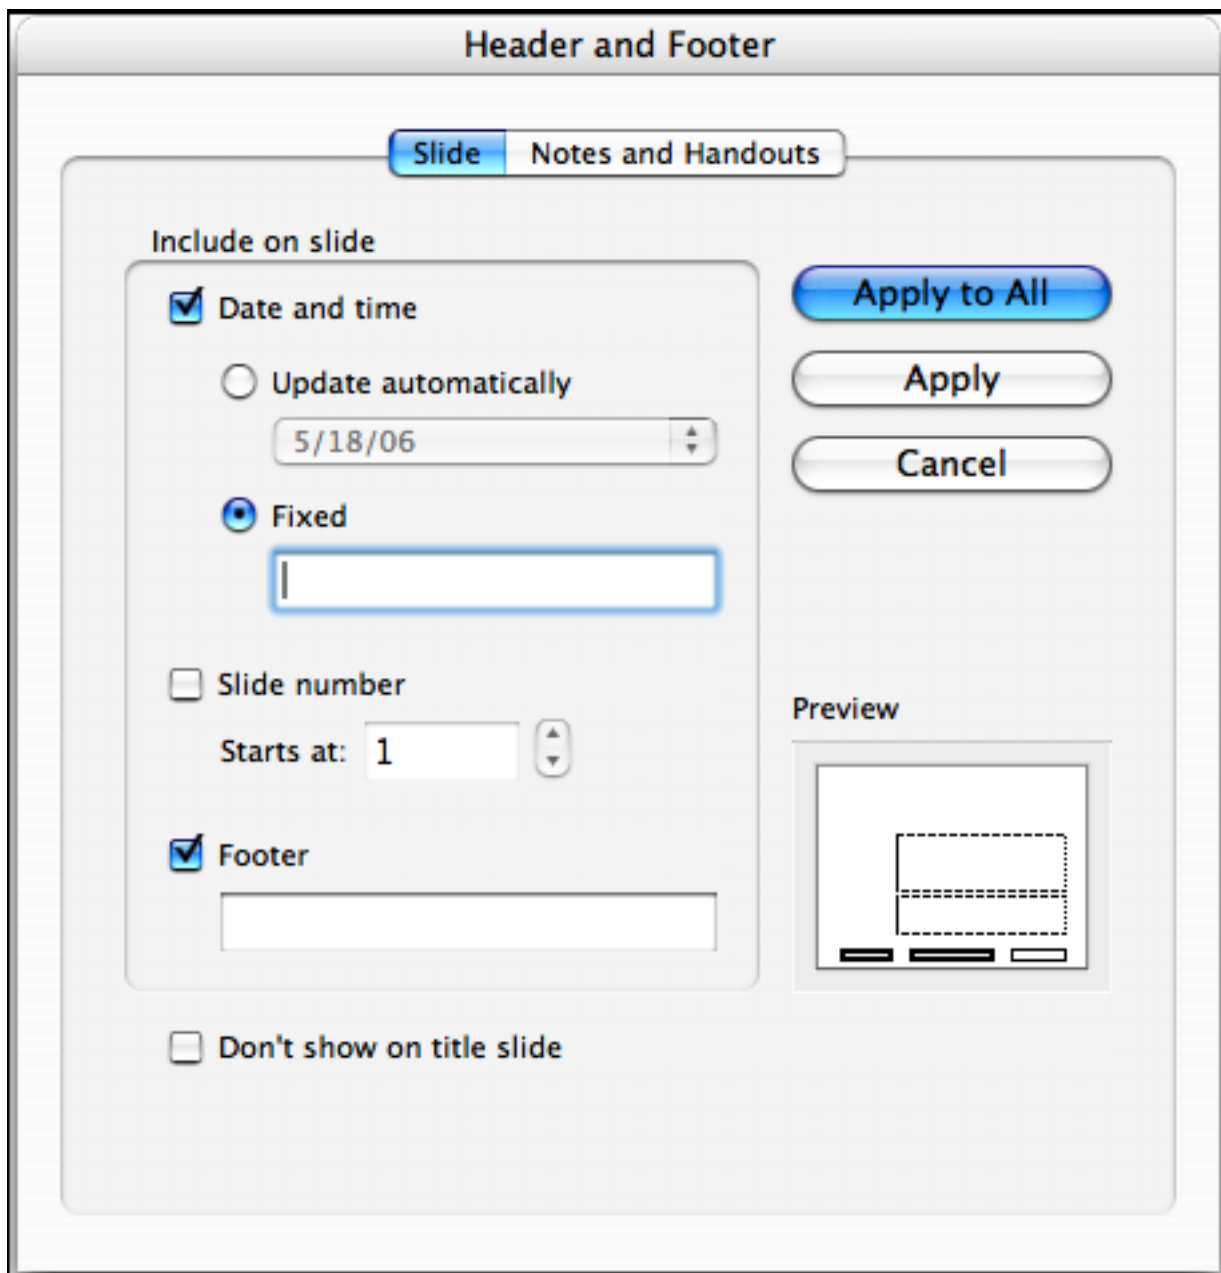 Header and Footer
Slide
Notes and Handouts
Include on slide
Date and time
Update automatically
5/18/06
Fixed
Slide number
Starts at: 1
Footer
Don't show on title slide
Apply to All
Apply
Cancel
Preview